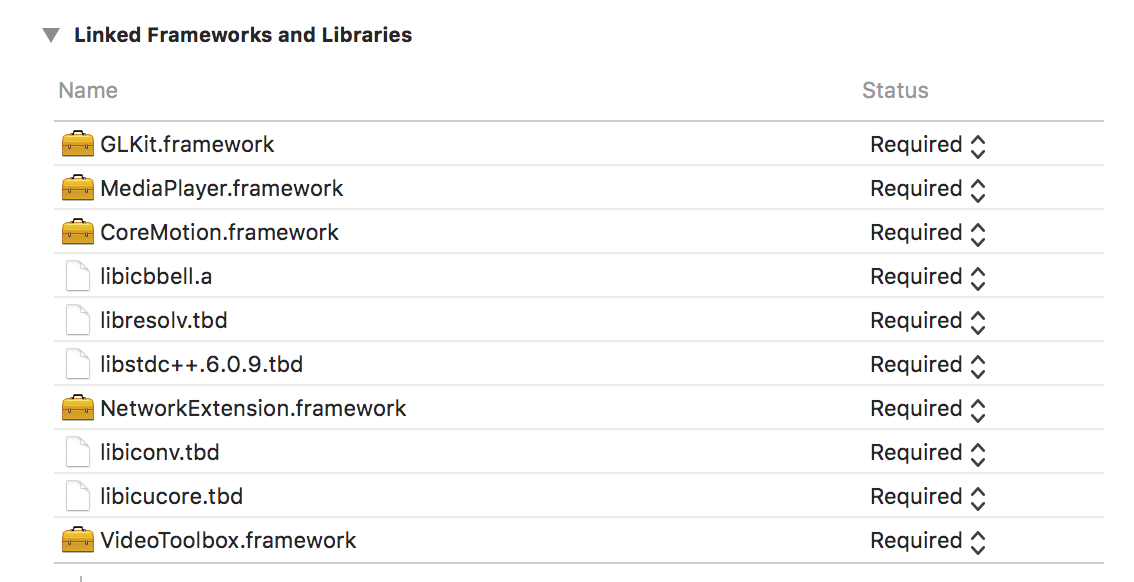 Linked Frameworks and Libraries
Name Status
GLKit.framework Required
MediaPlayer.framework Required
CoreMotion.framework Required
libicbbell.a Required
libresolv.tbd Required
libstdc++.6.0.9.tbd Required
NetworkExtension.framework Required
libiconv.tbd Required
libicucore.tbd Required
VideoToolbox.framework Required